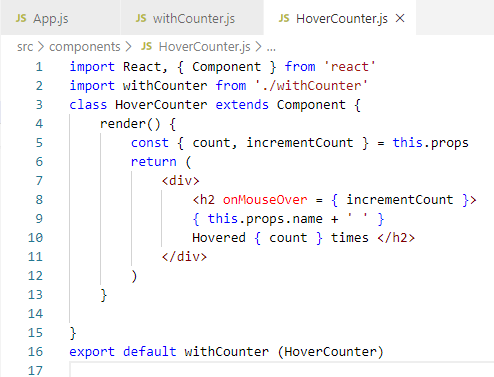 JS App.js JS withCounter.js JS HoverCounter.js ×
src > components > JS HoverCounter.js > ...
1 import React, { Component } from 'react'
2 import withCounter from './withCounter'
3 class HoverCounter extends Component {
4 render() {
5 const { count, incrementCount } = this.props
6 return (
7 <div>
8 <h2 onMouseOver = { incrementCount }>
9 { this.props.name + ' ' }
10 Hovered { count } times </h2>
11 </div>
12 )
13 }
14
15 }
16 export default withCounter (HoverCounter)
17